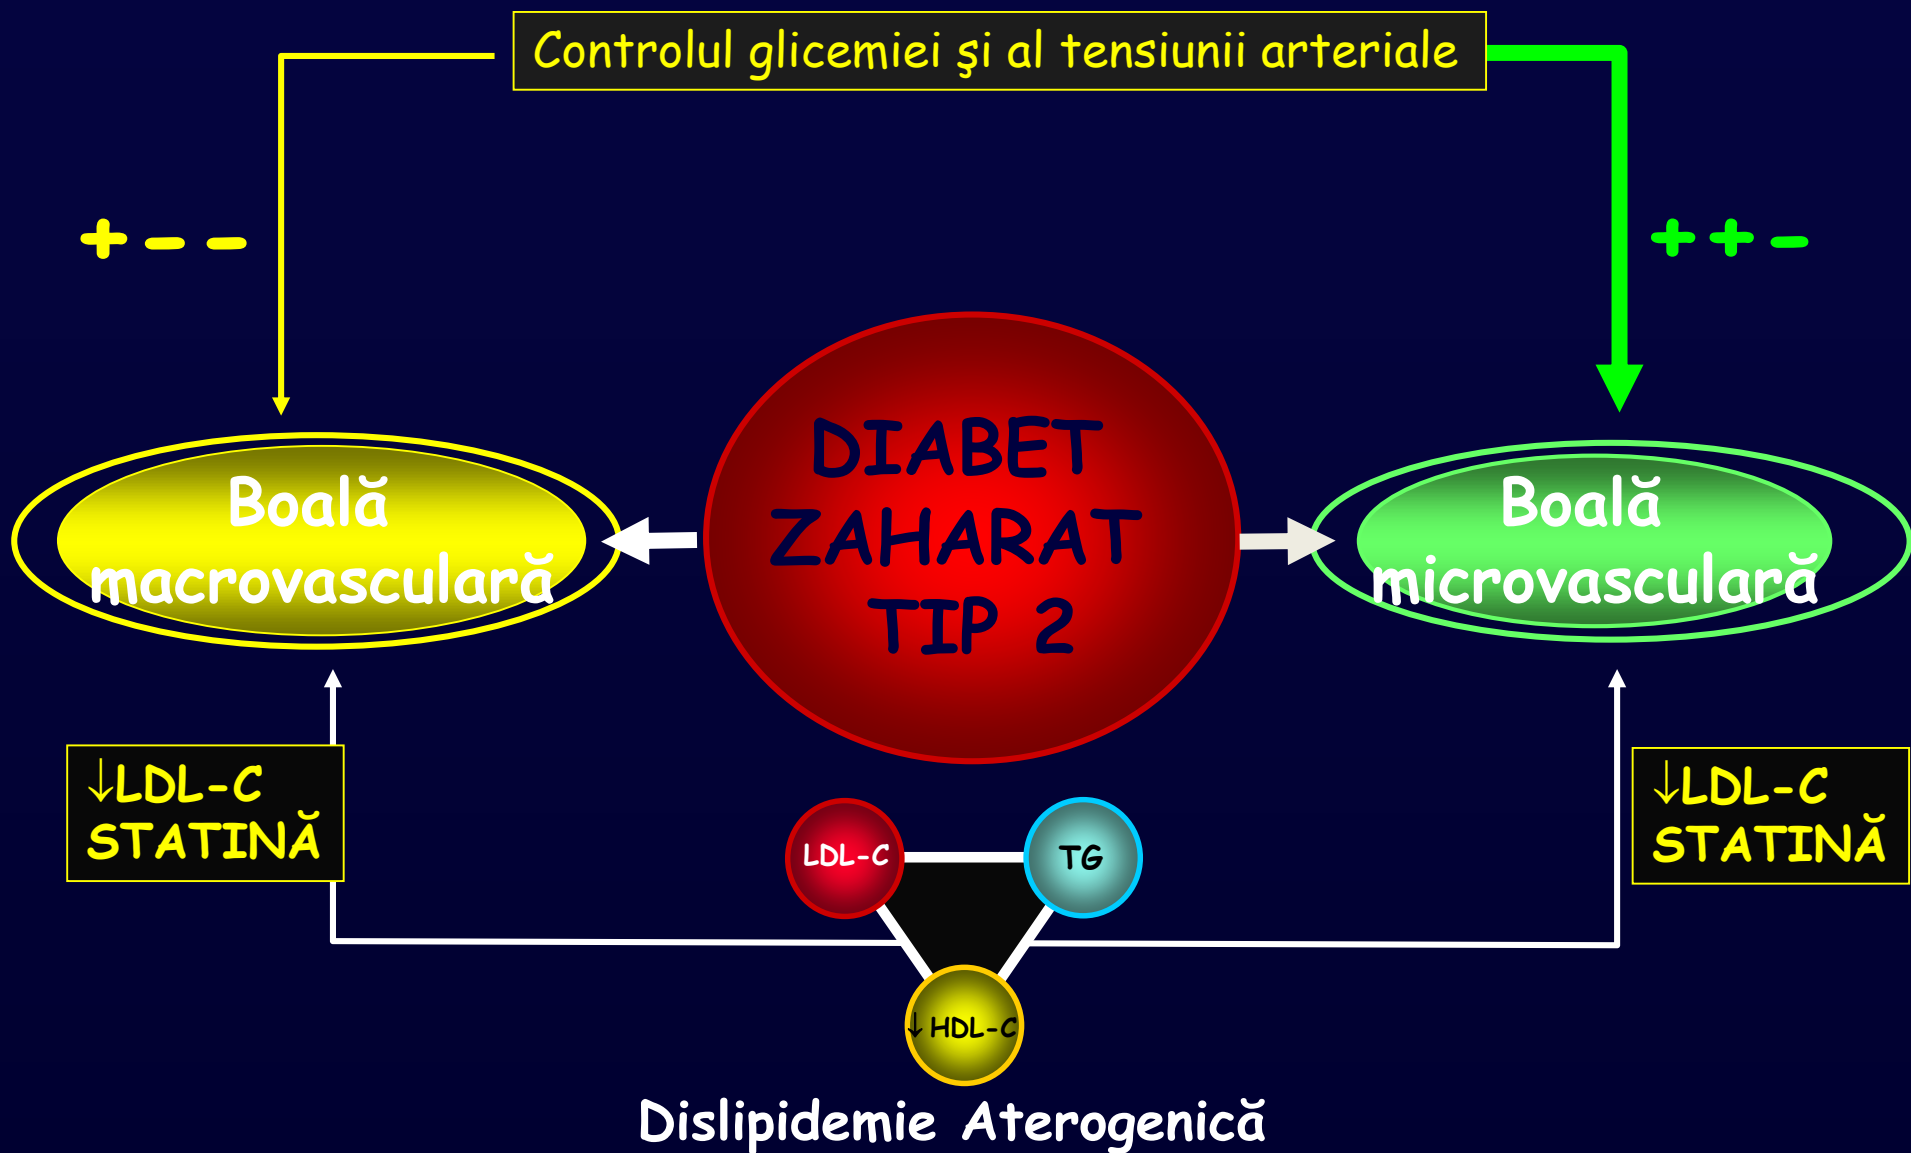 Controlul glicemiei şi al tensiunii arteriale
+ - -
+ + -
DIABET
ZAHARAT
TIP 2
Boală
macrovasculară
Boală
microvasculară
↓LDL-C
STATINĂ
↓LDL-C
STATINĂ
LDL-C
TG
↓ HDL-C
Dislipidemie Aterogenică